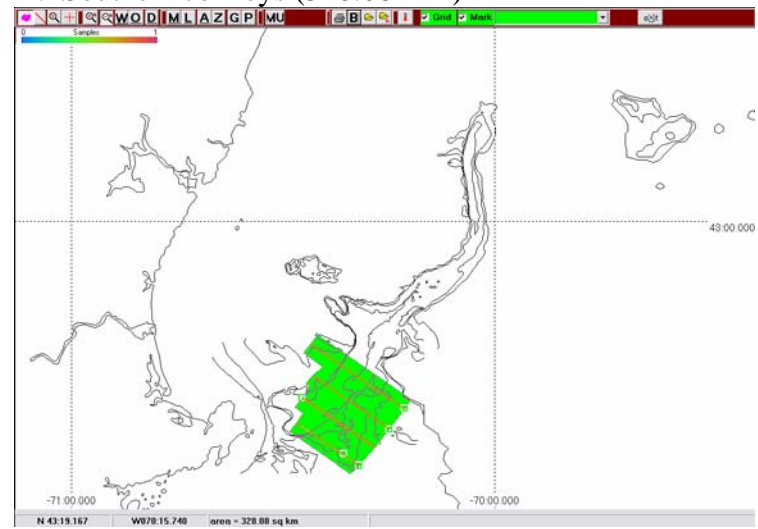 0 Samples 1
W O D M L A Z G P MU B Grid Mark exit
43:00.000
-71:00.000 -70:00.000
N 43:19.167 W070:15.740 area = 328.08 sq km